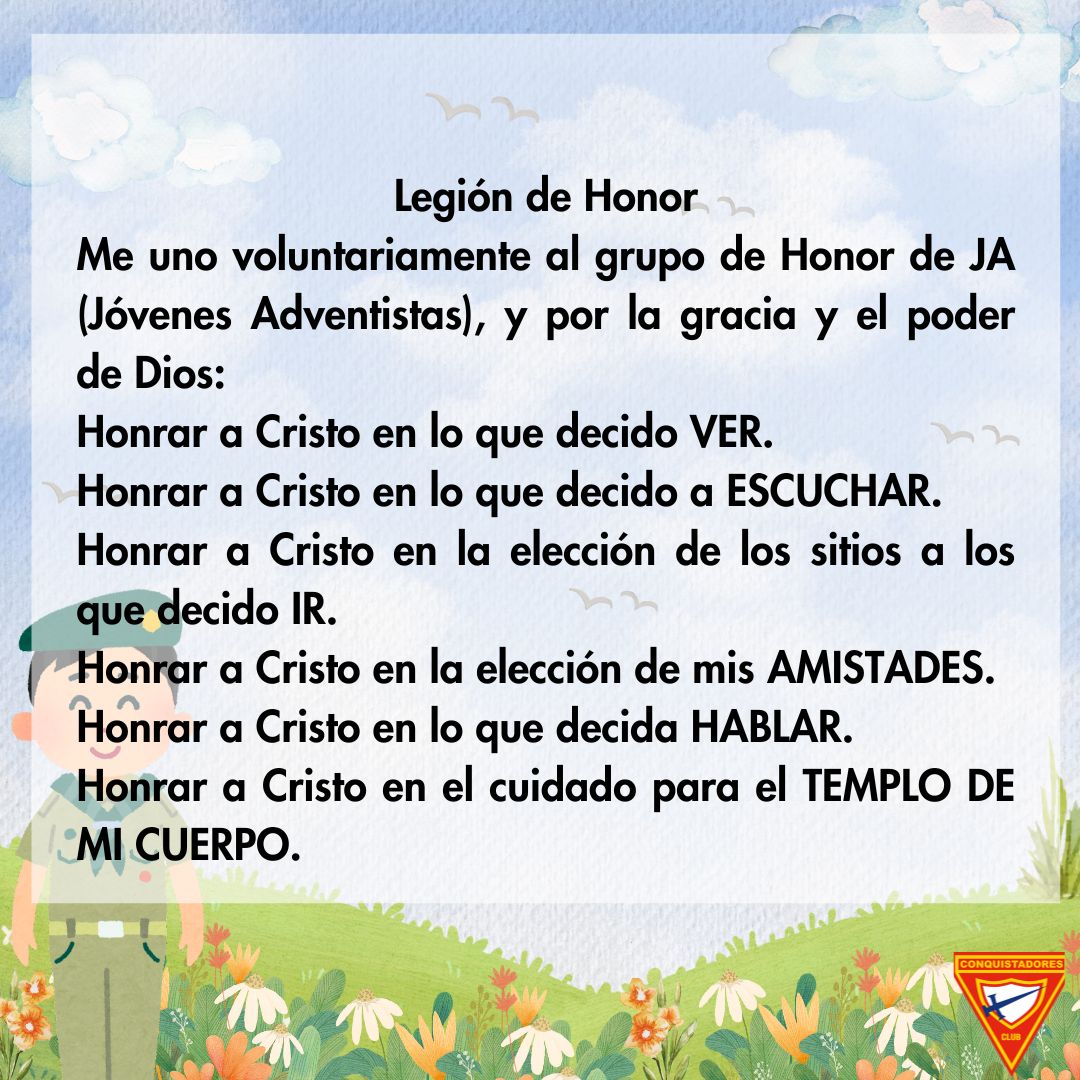 Legión de Honor
Me uno voluntariamente al grupo de Honor de JA
(Jóvenes Adventistas), y por la gracia y el poder
de Dios:
Honrar a Cristo en lo que decido VER.
Honrar a Cristo en lo que decido a ESCUCHAR.
Honrar a Cristo en la elección de los sitios a los
que decido IR.
Honrar a Cristo en la elección de mis AMISTADES.
Honrar a Cristo en lo que decida HABLAR.
Honrar a Cristo en el cuidado para el TEMPLO DE
MI CUERPO.
CONQUISTADORES
CLUB